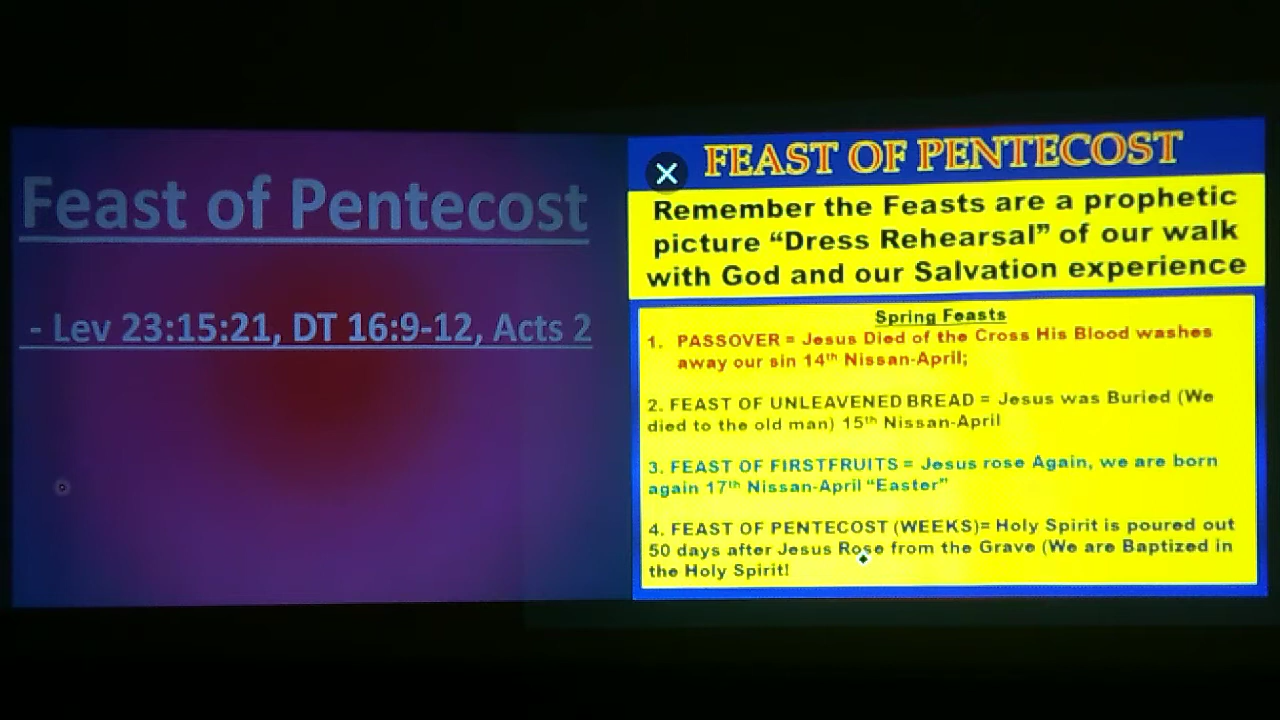 Feast of Pentecost
- Lev 23:15:21, DT 16:9-12, Acts 2
FEAST OF PENTECOST
Remember the Feasts are a prophetic
picture “Dress Rehearsal” of our walk
with God and our Salvation experience
Spring Feasts
1. PASSOVER = Jesus Died of the Cross His Blood washes
away our sin 14th Nissan-April;
2. FEAST OF UNLEAVENED BREAD = Jesus was Buried (We
died to the old man) 15th Nissan-April
3. FEAST OF FIRSTFRUITS = Jesus rose Again, we are born
again 17th Nissan-April “Easter”
4. FEAST OF PENTECOST (WEEKS)= Holy Spirit is poured out
50 days after Jesus Rose from the Grave (We are Baptized in
the Holy Spirit!